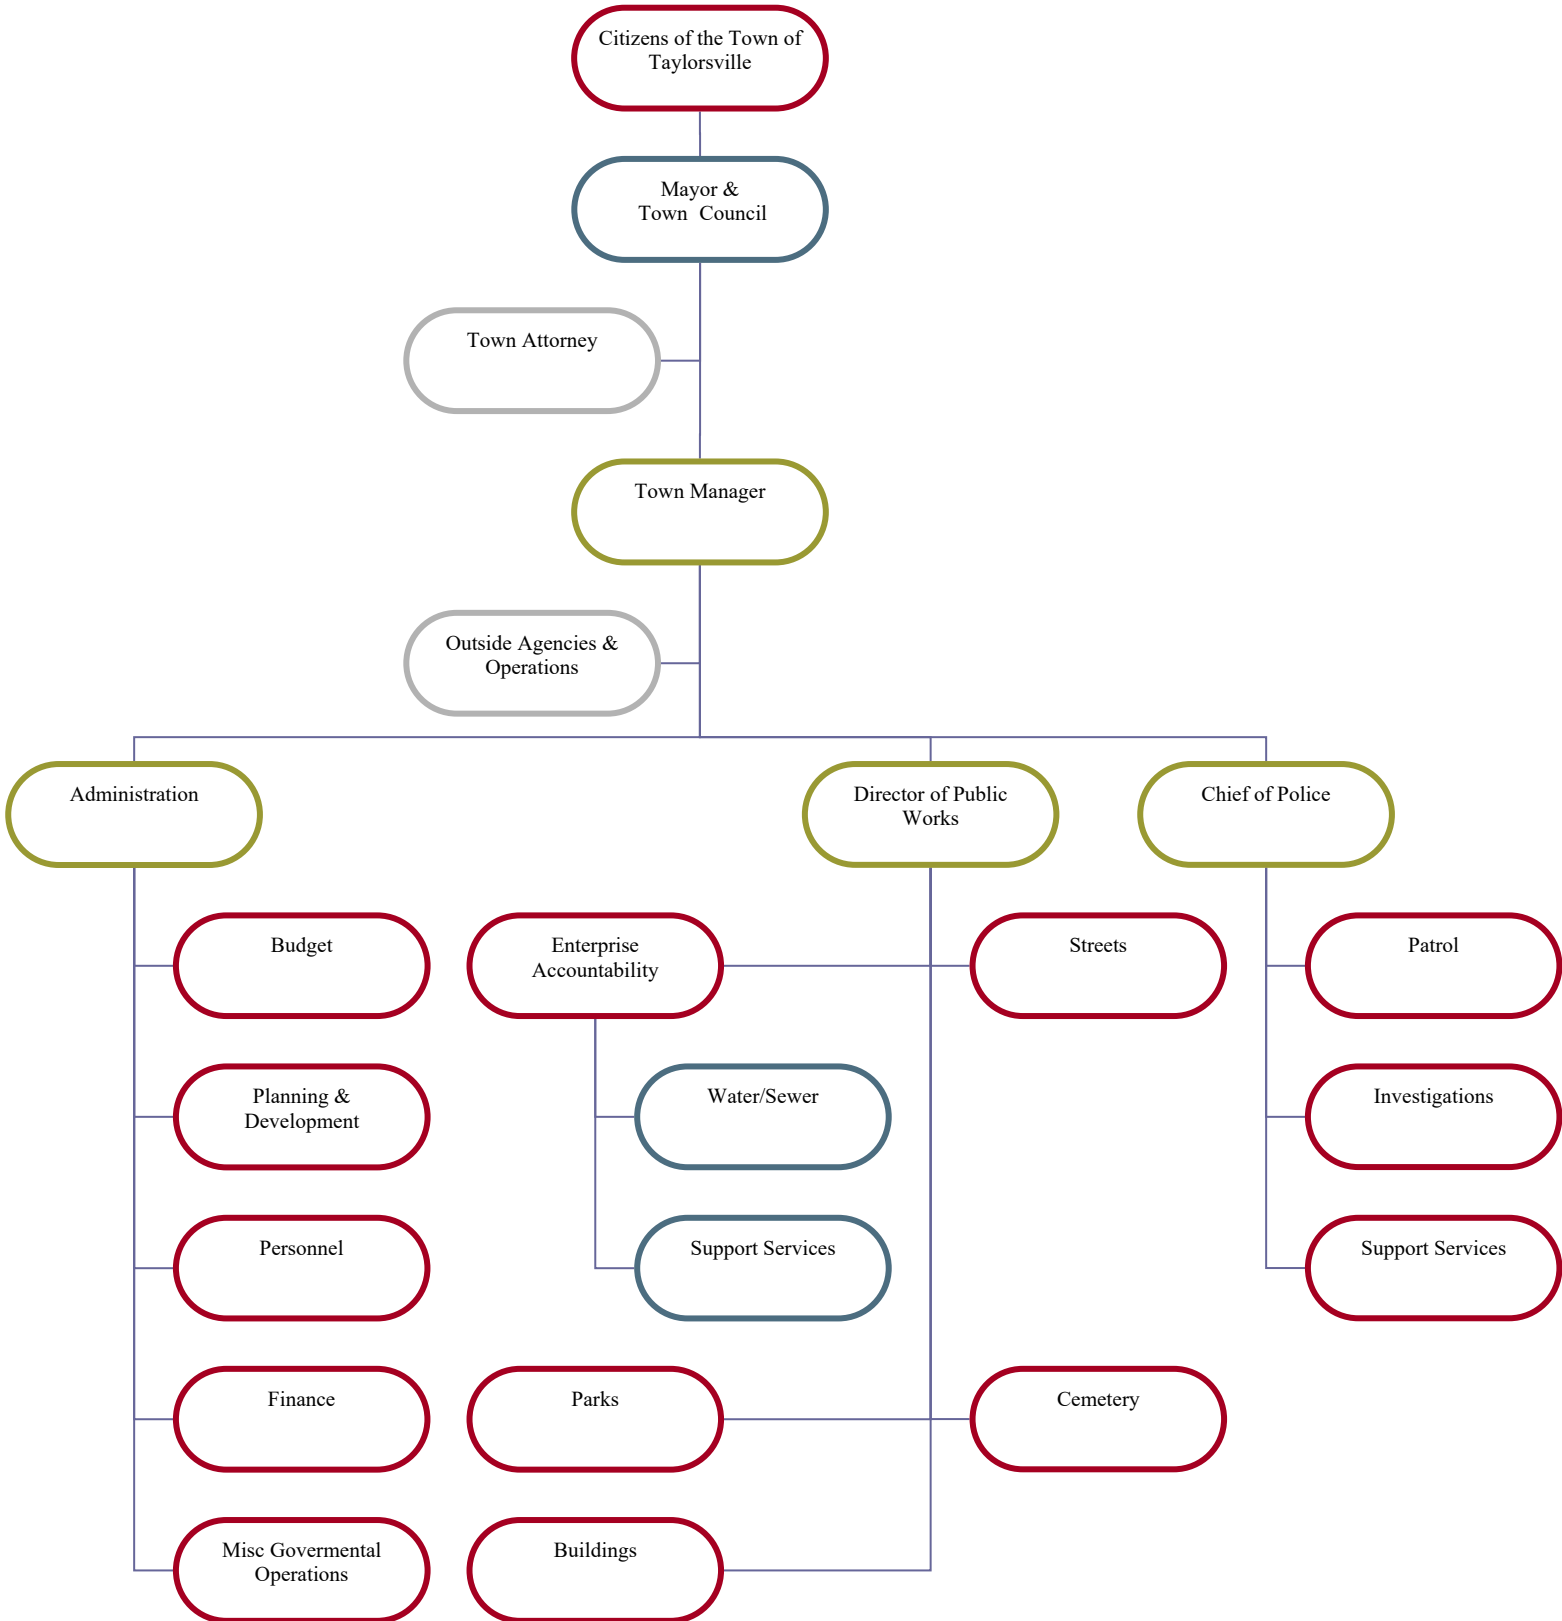 Citizens of the Town of
Taylorsville
Mayor &
Town  Council
Town Attorney
Town Manager
Outside Agencies &
Operations
Administration
Director of Public
Works
Chief of Police
Budget
Enterprise
Accountability
Streets
Patrol
Planning &
Development
Water/Sewer
Investigations
Personnel
Support Services
Support Services
Finance
Parks
Cemetery
Misc Govermental
Operations
Buildings